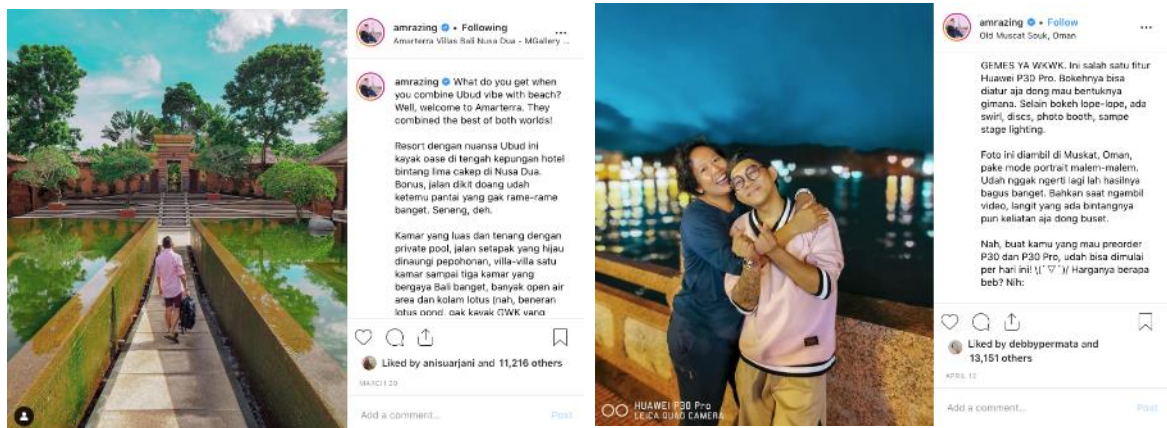 amrazing • Following
Amarterra Villas Bali Nusa Dua - MGallery ...
amrazing What do you get when
you combine Ubud vibe with beach?
Well, welcome to Amarterra. They
combined the best of both worlds!
Resort dengan nuansa Ubud ini
kayak oase di tengah kepungan hotel
bintang lima cakep di Nusa Dua.
Bonus, jalan dikit doang udah
ketemu pantai yang gak rame-rame
banget. Seneng, deh.
Kamar yang luas dan tenang dengan
private pool, jalan setapak yang hijau
dinaungi pepohonan, villa-villa satu
kamar sampai tiga kamar yang
bergaya Bali banget, banyak open air
area dan kolam lotus (nah, beneran
lotus pond, gak kayak GWK yang
Liked by anisuarjani and 11,216 others
MARCH 20
Add a comment...
Post
HUAWEI P30 Pro
LEICA QUAD CAMERA
amrazing • Follow
Old Muscat Souk, Oman
GEMES YA WKWK. Ini salah satu fitur
Huawei P30 Pro. Bokehnya bisa
diatur aja dong mau bentuknya
gimana. Selain bokeh lope-lope, ada
swirl, discs, photo booth, sampe
stage lighting.
Foto ini diambil di Muskat, Oman,
pake mode portrait malem-malem.
Udah nggak ngerti lagi lah hasilnya
bagus banget. Bahkan saat ngambil
video, langit yang ada bintangnya
pun keliatan aja dong buset.
Nah, buat kamu yang mau preorder
P30 dan P30 Pro, udah bisa dimulai
per hari ini! \(´▽`)/ Harganya berapa
beb? Nih:
Liked by debbypermata and
13,151 others
Add a comment...
Post